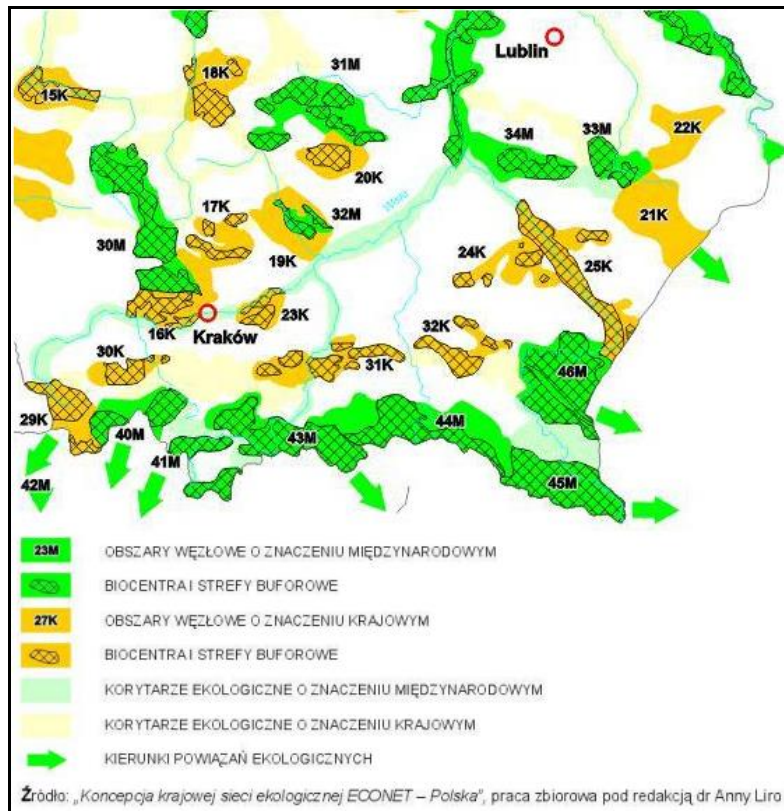 Lublin
31M
18K
15K
34M
33M
22K
20K
17K
32M
21K
30M
19K
24K
25K
23K
16K
Kraków
32K
30K
31K
46M
29K
40M
44M
43M
41M
42M
45M
23M OBSZARY WĘZŁOWE O ZNACZENIU MIĘDZYNARODOWYM
BIOCENTRA I STREFY BUFOROWE
27K OBSZARY WĘZŁOWE O ZNACZENIU KRAJOWYM
BIOCENTRA I STREFY BUFOROWE
KORYTARZE EKOLOGICZNE O ZNACZENIU MIĘDZYNARODOWYM
KORYTARZE EKOLOGICZNE O ZNACZENIU KRAJOWYM
KIERUNKI POWIĄZAŃ EKOLOGICZNYCH
Źródło: „Koncepcja krajowej sieci ekologicznej ECONET – Polska”, praca zbiorowa pod redakcją dr Anny Liro